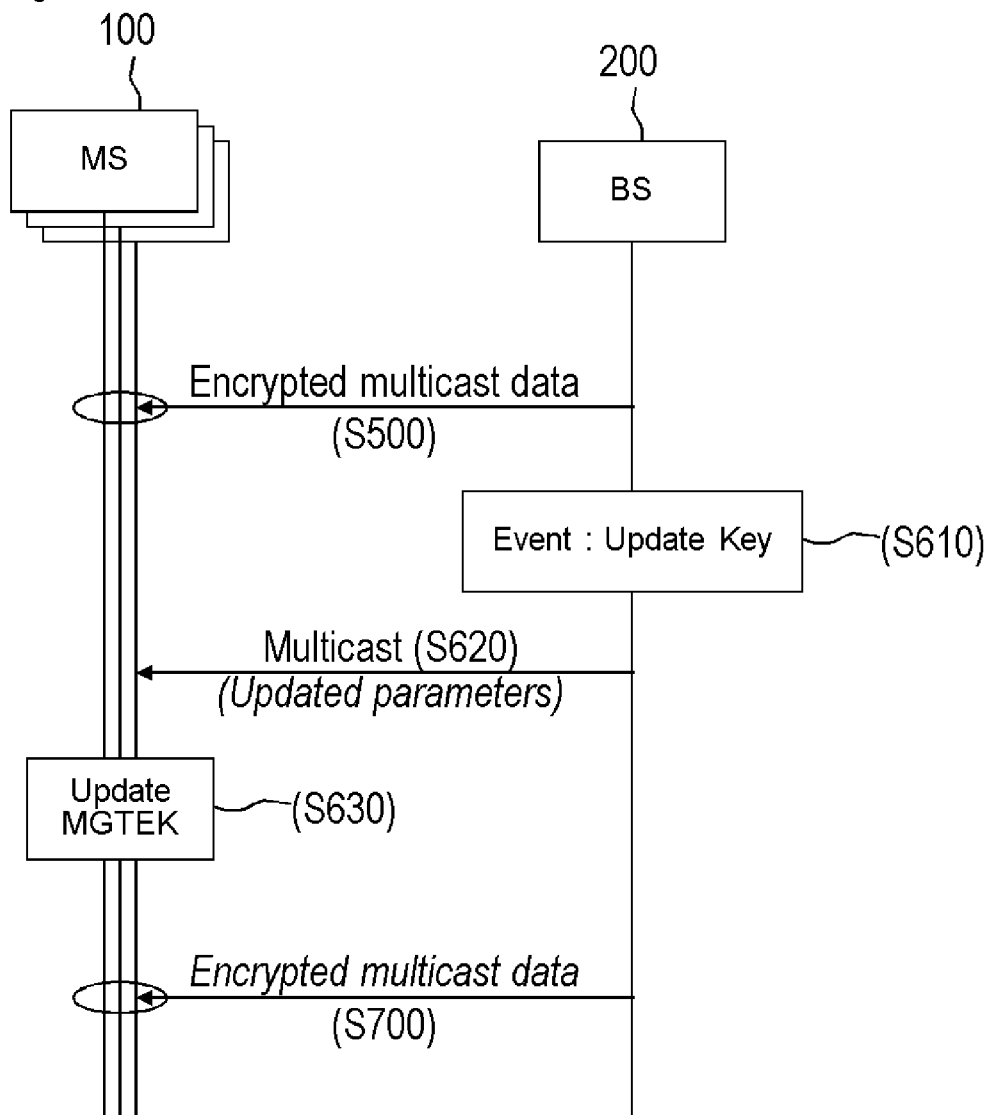 100
200
MS
BS
Encrypted multicast data
(S500)
Event : Update Key
(S610)
Multicast (S620)
(Updated parameters)
Update
MGTEK
(S630)
Encrypted multicast data
(S700)